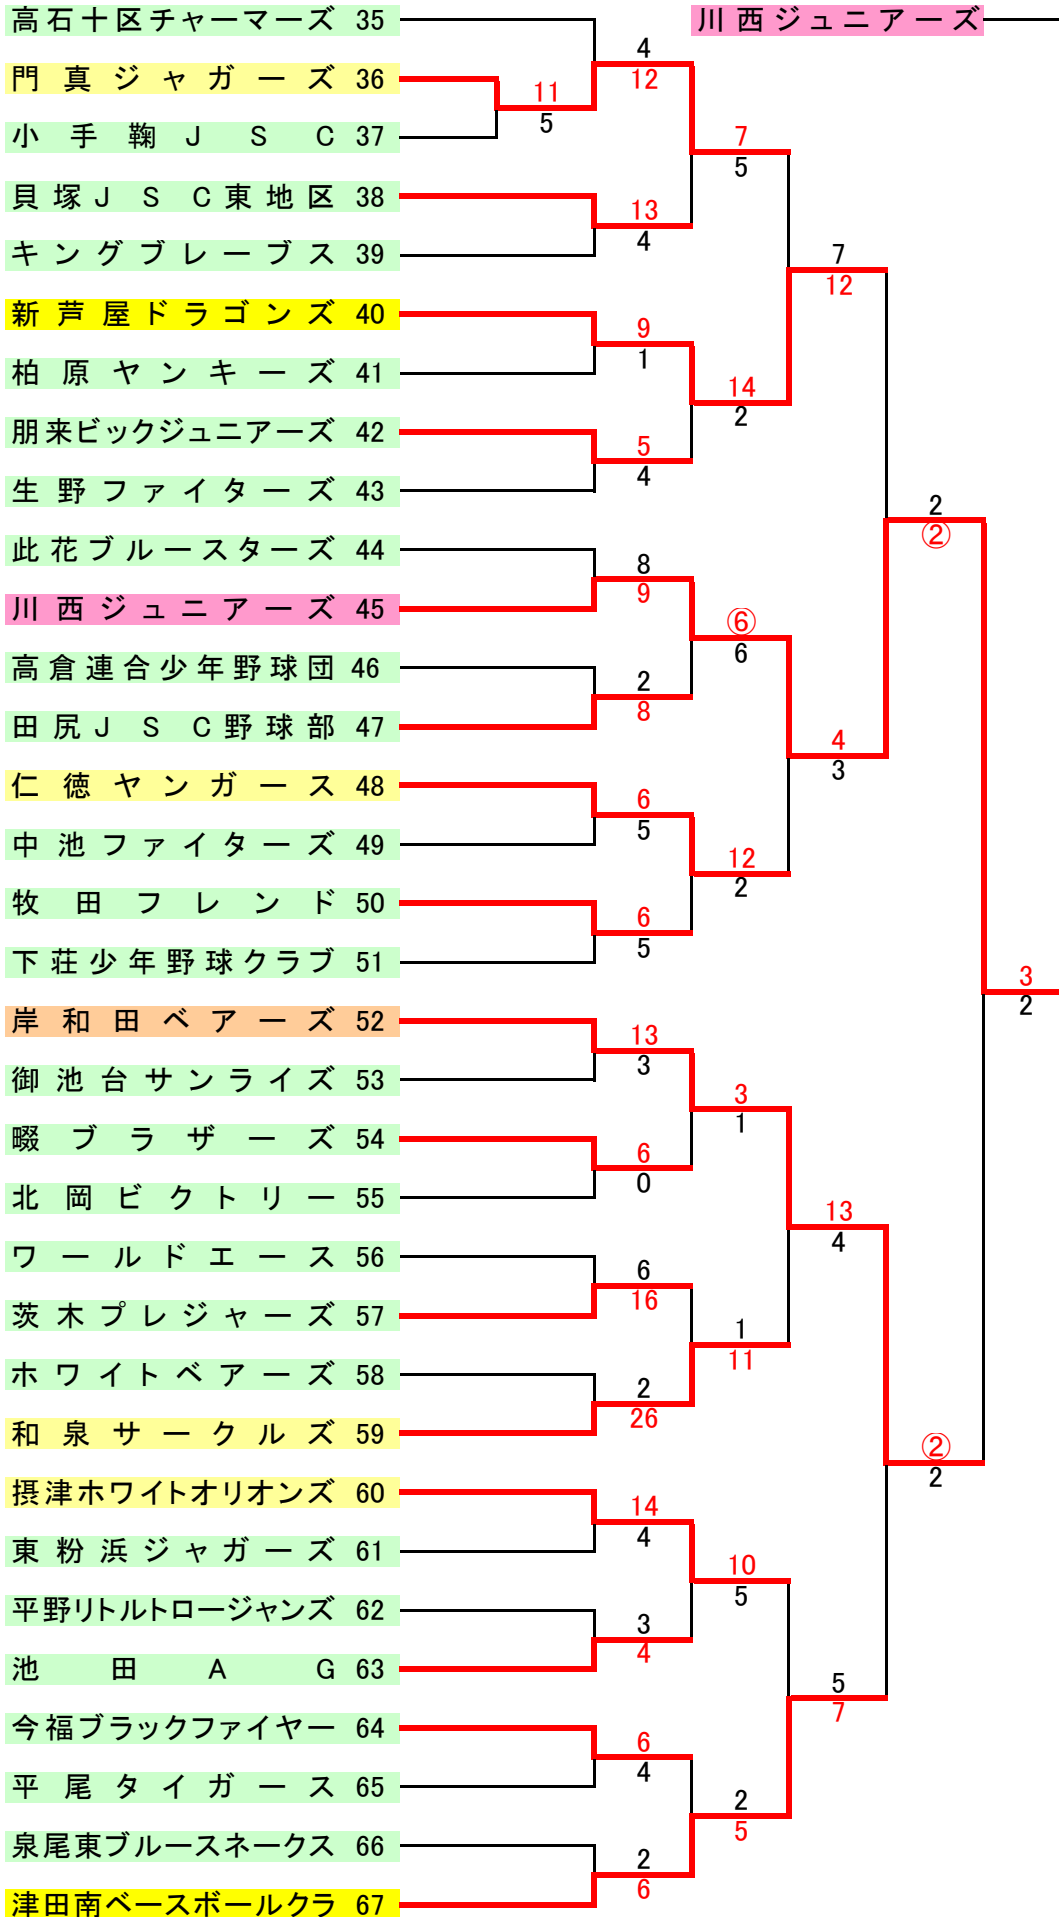 高石十区チャーマーズ 35
川西ジュニアーズ
4
門真ジャガーズ 36
12
11
5
小手鞠ＪＳＣ 37
7
5
貝塚ＪＳＣ東地区 38
13
4
キングブレーブス 39
7
12
新芦屋ドラゴンズ 40
9
1
柏原ヤンキーズ 41
14
2
朋来ビックジュニアーズ 42
5
4
生野ファイターズ 43
2
②
此花ブルースターズ 44
8
9
川西ジュニアーズ 45
⑥
6
高倉連合少年野球団 46
2
8
田尻ＪＳＣ野球部 47
4
3
仁徳ヤンガース 48
6
5
中池ファイターズ 49
12
2
牧田フレンド 50
6
5
下荘少年野球クラブ 51
3
2
岸和田ベアーズ 52
13
3
御池台サンライズ 53
3
1
畷ブラザーズ 54
6
0
北岡ビクトリー 55
13
4
ワールドエース 56
6
16
茨木プレジャーズ 57
1
11
ホワイトベアーズ 58
2
26
和泉サークルズ 59
②
2
摂津ホワイトオリオンズ 60
14
4
東粉浜ジャガーズ 61
10
5
平野リトルトロージャンズ 62
3
4
池田ＡＧ 63
5
7
今福ブラックファイヤー 64
6
4
平尾タイガース 65
2
5
泉尾東ブルースネークス 66
2
6
津田南ベースボールクラ 67